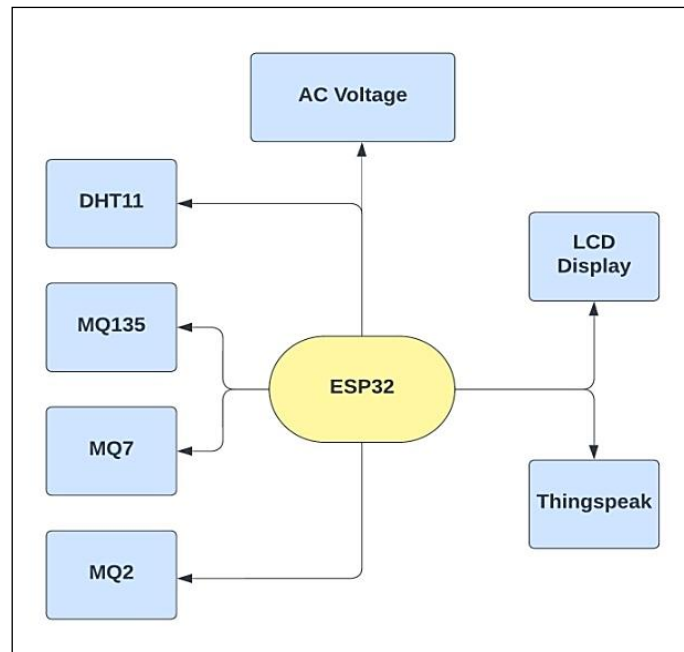 AC Voltage
DHT11
LCD
Display
MQ135
ESP32
MQ7
Thingspeak
MQ2